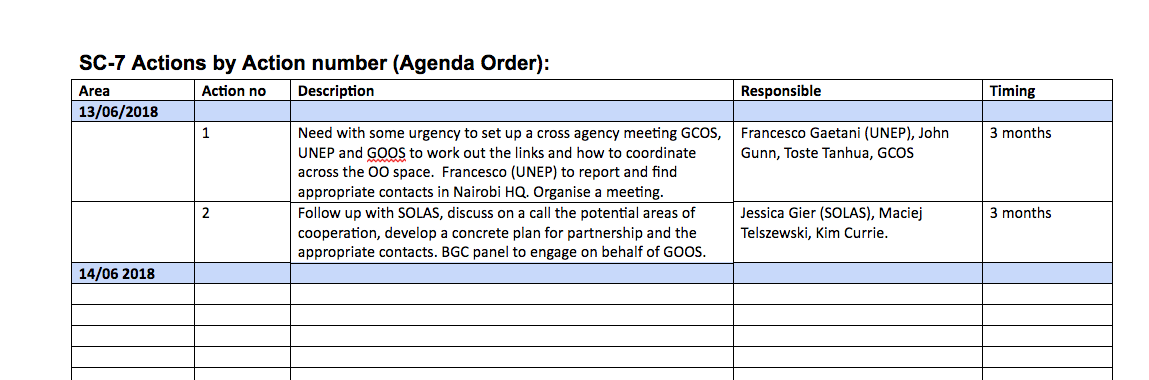 SC-7 Actions by Action number (Agenda Order):
Area Action no Description Responsible Timing
13/06/2018
1 Need with some urgency to set up a cross agency meeting GCOS, Francesco Gaetani (UNEP), John 3 months
UNEP and GOOS to work out the links and how to coordinate Gunn, Toste Tanhua, GCOS
across the OO space.  Francesco (UNEP) to report and find
appropriate contacts in Nairobi HQ. Organise a meeting.
2 Follow up with SOLAS, discuss on a call the potential areas of Jessica Gier (SOLAS), Maciej 3 months
cooperation, develop a concrete plan for partnership and the Telszewski, Kim Currie.
appropriate contacts. BGC panel to engage on behalf of GOOS.
14/06 2018